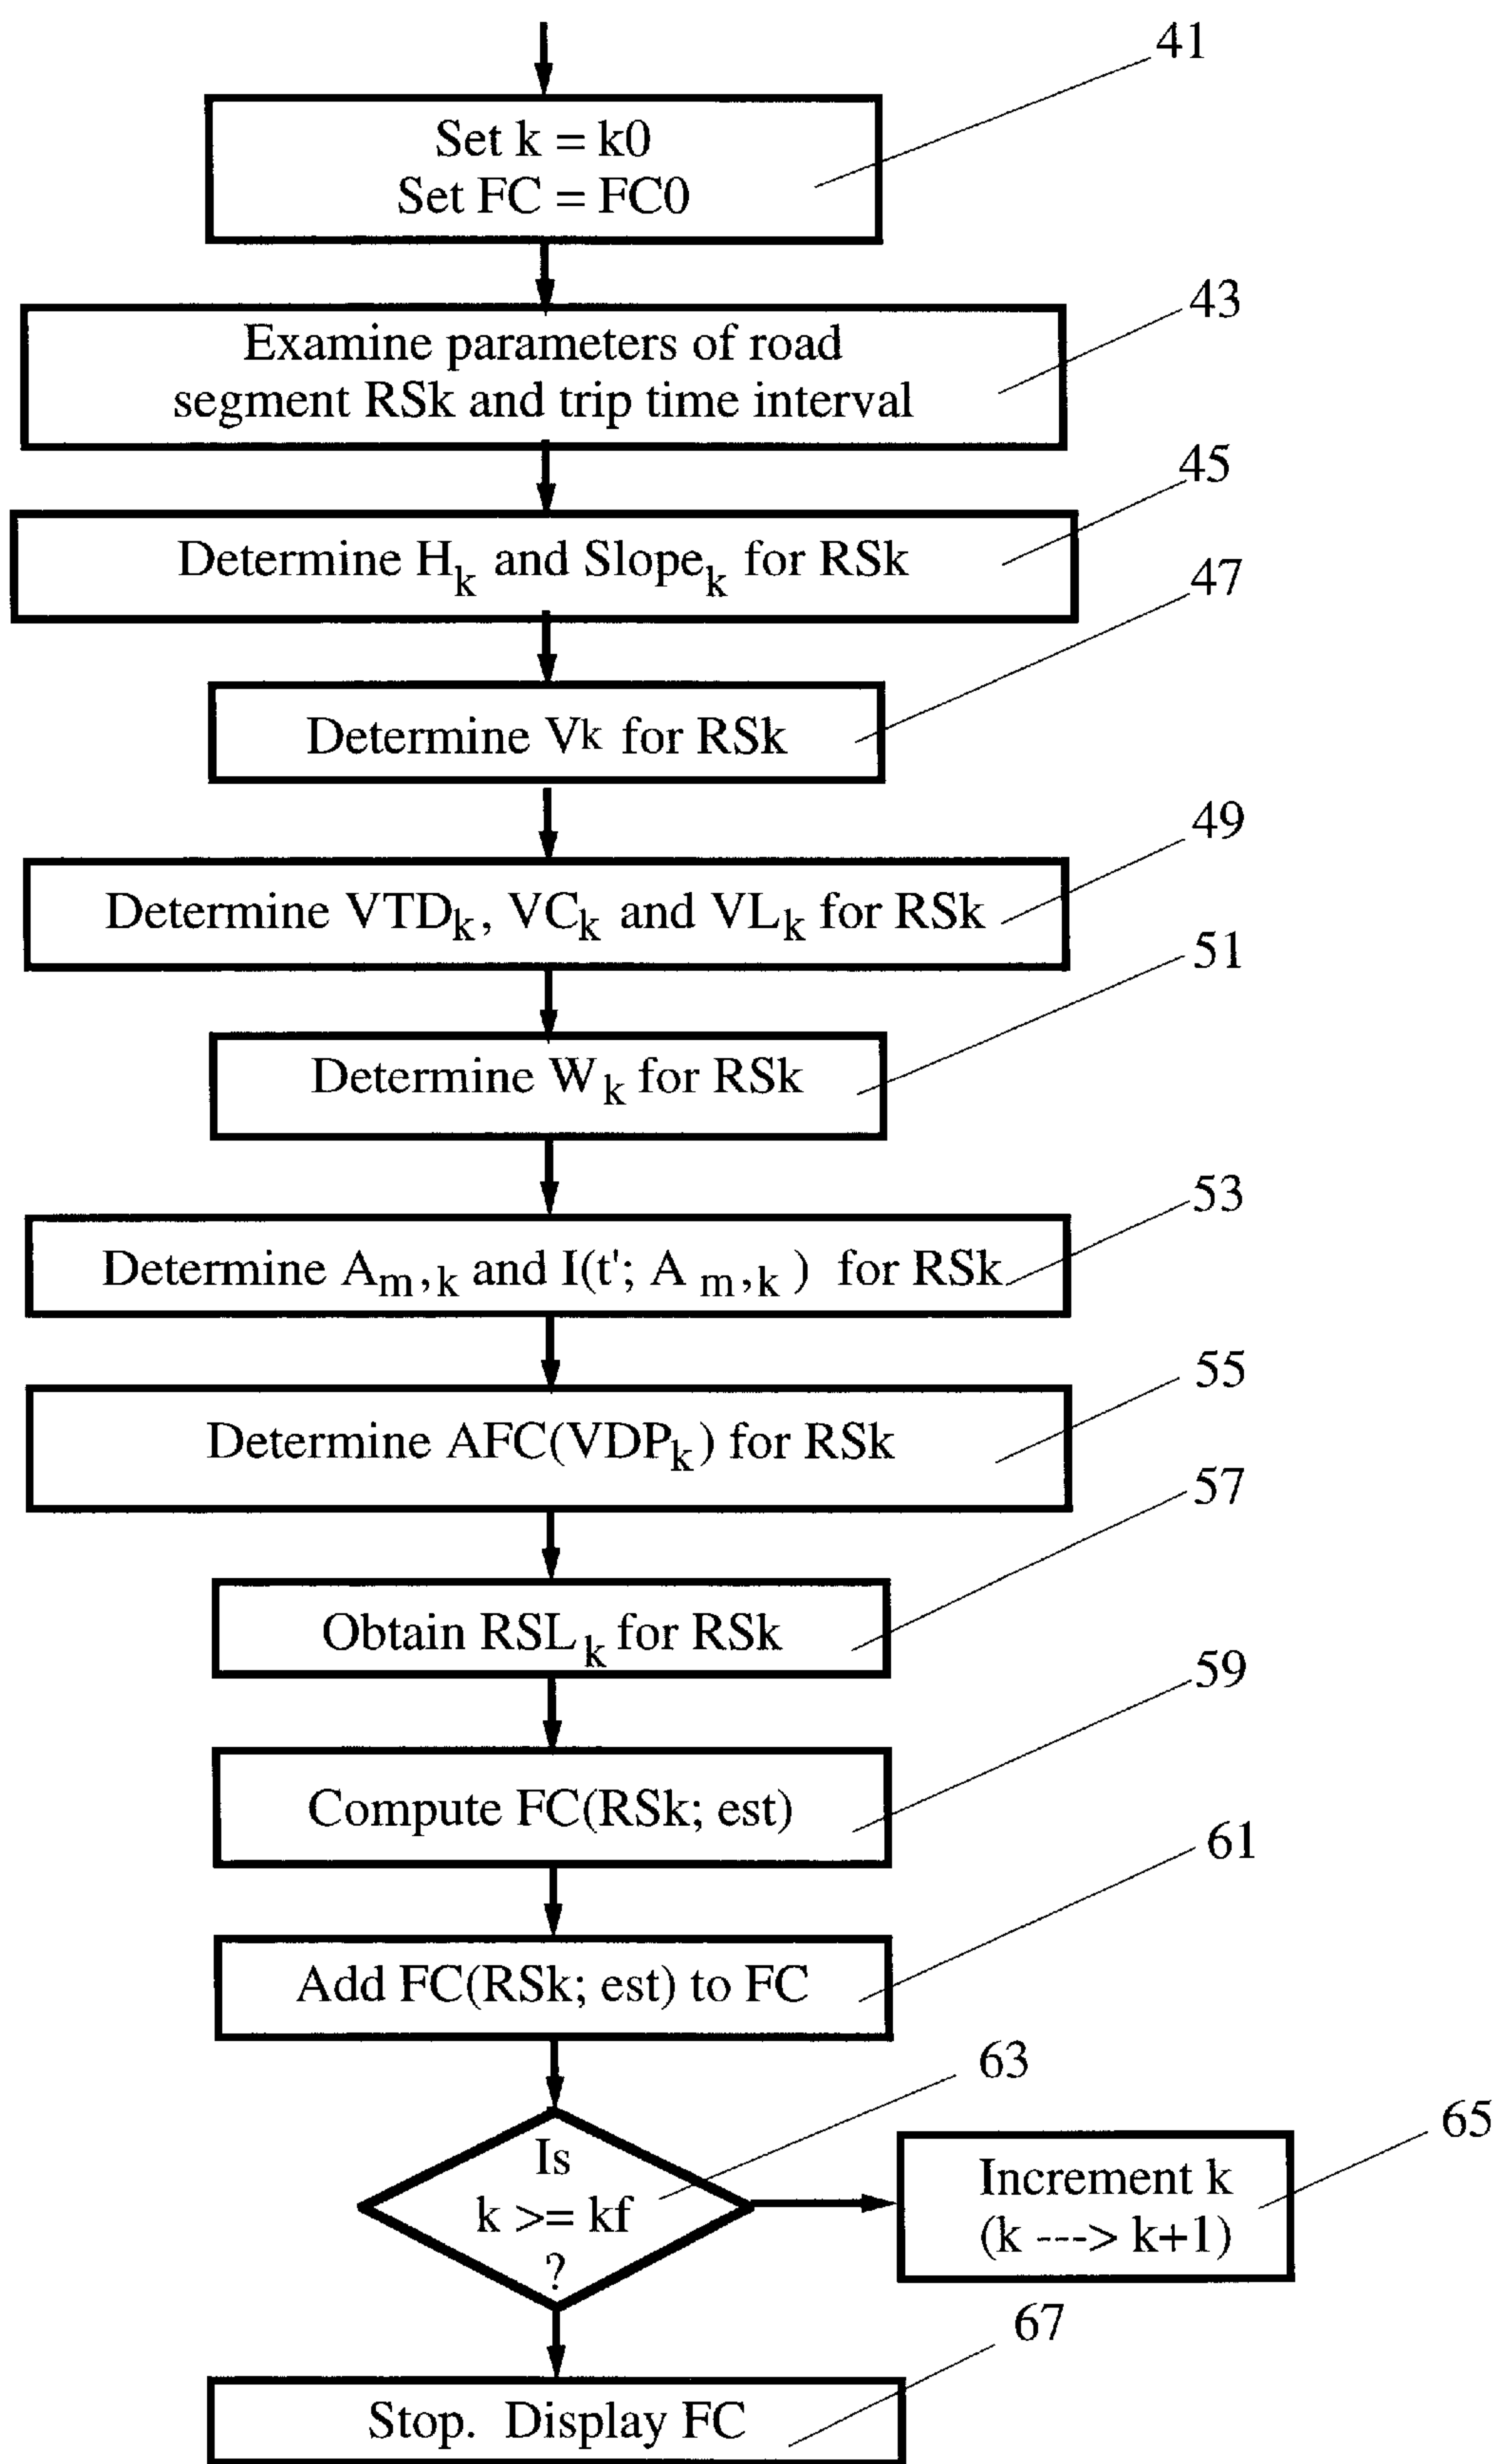 41
Set k = k0
Set FC = FC0
43
Examine parameters of road
segment RSk and trip time interval
45
Determine Hk and Slopek for RSk
47
Determine Vk for RSk
49
Determine VTDk, VCk and VLk for RSk
51
Determine Wk for RSk
53
Determine Am,k and I(t'; A m,k) for RSk
55
Determine AFC(VDPk) for RSk
57
Obtain RSLk for RSk
59
Compute FC(RSk; est)
61
Add FC(RSk; est) to FC
63
Is
k >= kf
?
65
Increment k
(k ---> k+1)
67
Stop. Display FC